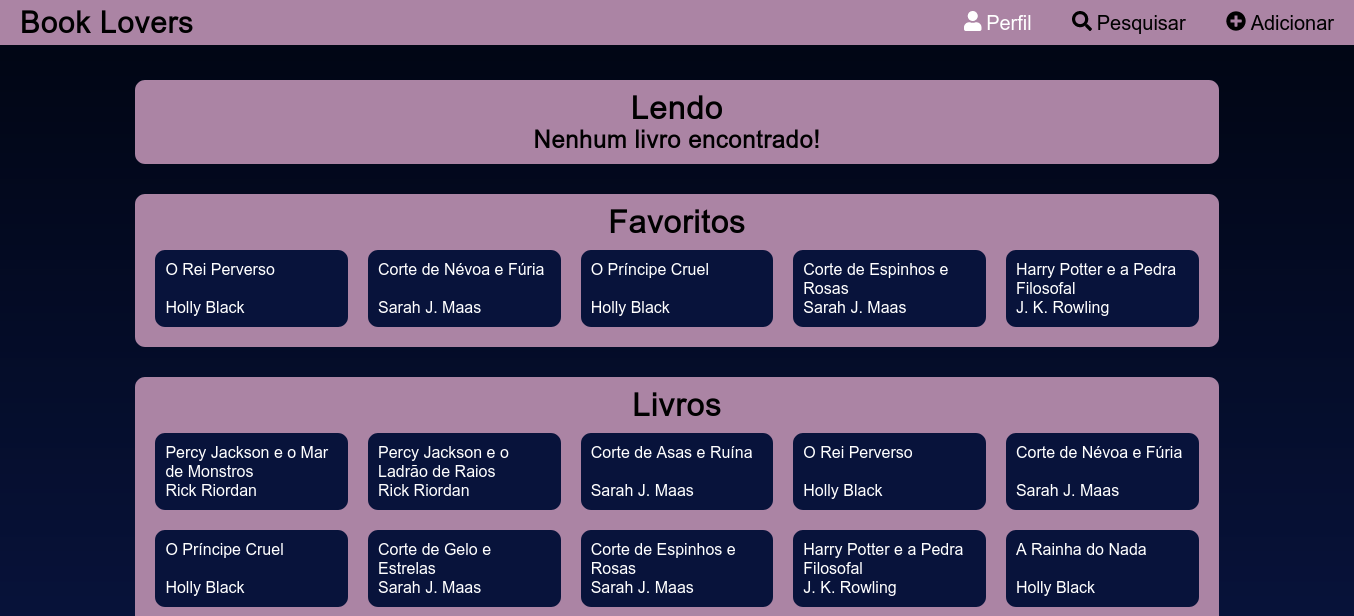 Book Lovers
Perfil
Pesquisar
Adicionar
Lendo
Nenhum livro encontrado!
Favoritos
O Rei Perverso
Holly Black
Corte de Névoa e Fúria
Sarah J. Maas
O Príncipe Cruel
Holly Black
Corte de Espinhos e
Rosas
Sarah J. Maas
Harry Potter e a Pedra
Filosofal
J. K. Rowling
Livros
Percy Jackson e o Mar
de Monstros
Rick Riordan
Percy Jackson e o
Ladrão de Raios
Rick Riordan
Corte de Asas e Ruína
Sarah J. Maas
O Rei Perverso
Holly Black
Corte de Névoa e Fúria
Sarah J. Maas
O Príncipe Cruel
Holly Black
Corte de Gelo e
Estrelas
Sarah J. Maas
Corte de Espinhos e
Rosas
Sarah J. Maas
Harry Potter e a Pedra
Filosofal
J. K. Rowling
A Rainha do Nada
Holly Black